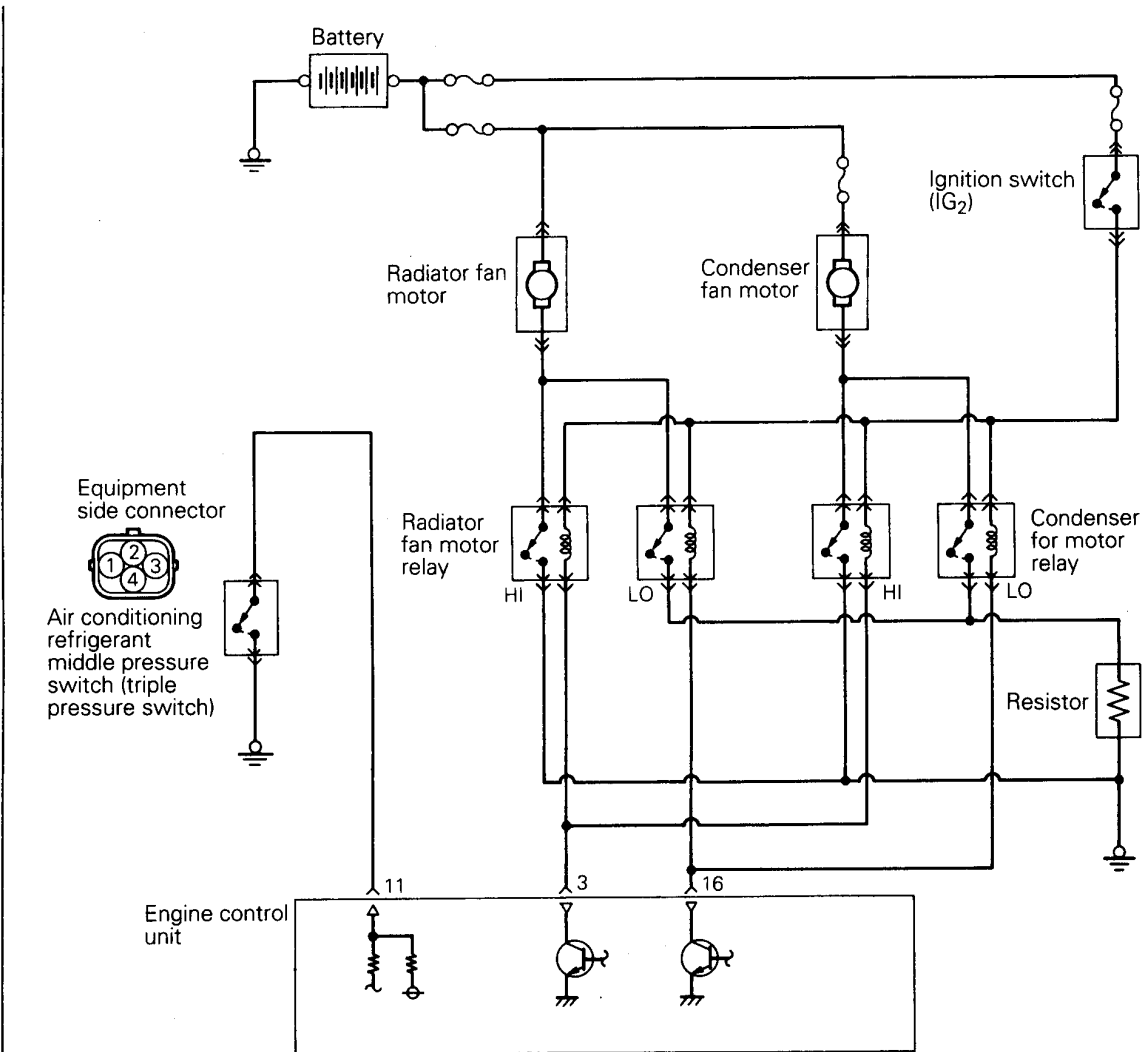 Battery
Ignition switch
(IG2)
Radiator fan
motor
Condenser
fan motor
Equipment
side connector
1
2
3
4
Air conditioning
refrigerant
middle pressure
switch (triple
pressure switch)
Radiator
fan motor
relay
HI
LO
HI
LO
Condenser
for motor
relay
Resistor
11
3
16
Engine control
unit